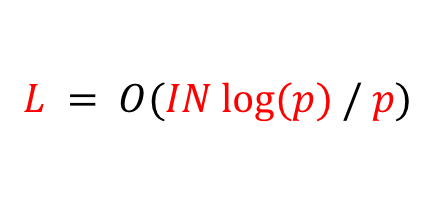 L = O(IN log(p) / p)